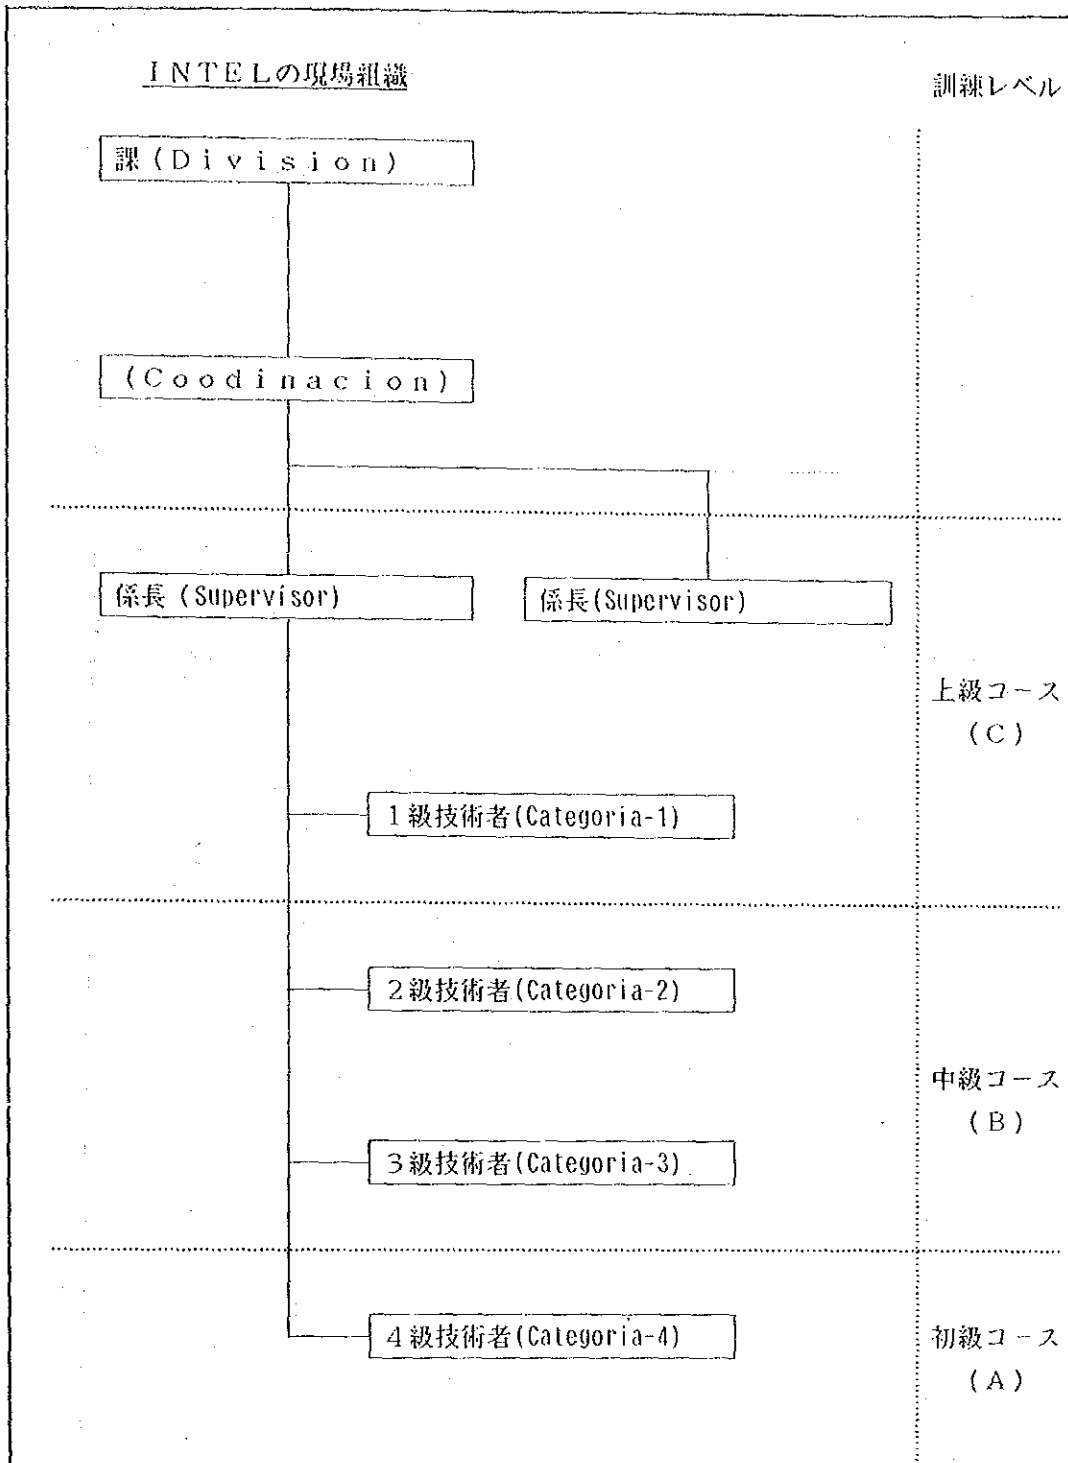 INTELの現場組織
訓練レベル
課(Division)
(Coodinacion)
係長(Supervisor)
係長(Supervisor)
上級コース
(C)
1級技術者(Categoria-1)
2級技術者(Categoria-2)
中級コース
(B)
3級技術者(Categoria-3)
4級技術者(Categoria-4)
初級コース
(A)